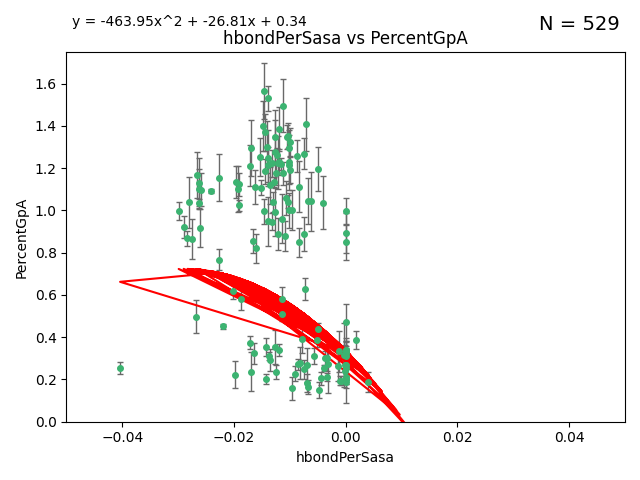 y = -463.95x^2 + -26.81x + 0.34
N = 529
hbondPerSasa vs PercentGpA
PercentGpA
1.6
1.4
1.2
1.0
0.8
0.6
0.4
0.2
0.0
−0.04 −0.02 0.00 0.02 0.04
hbondPerSasa